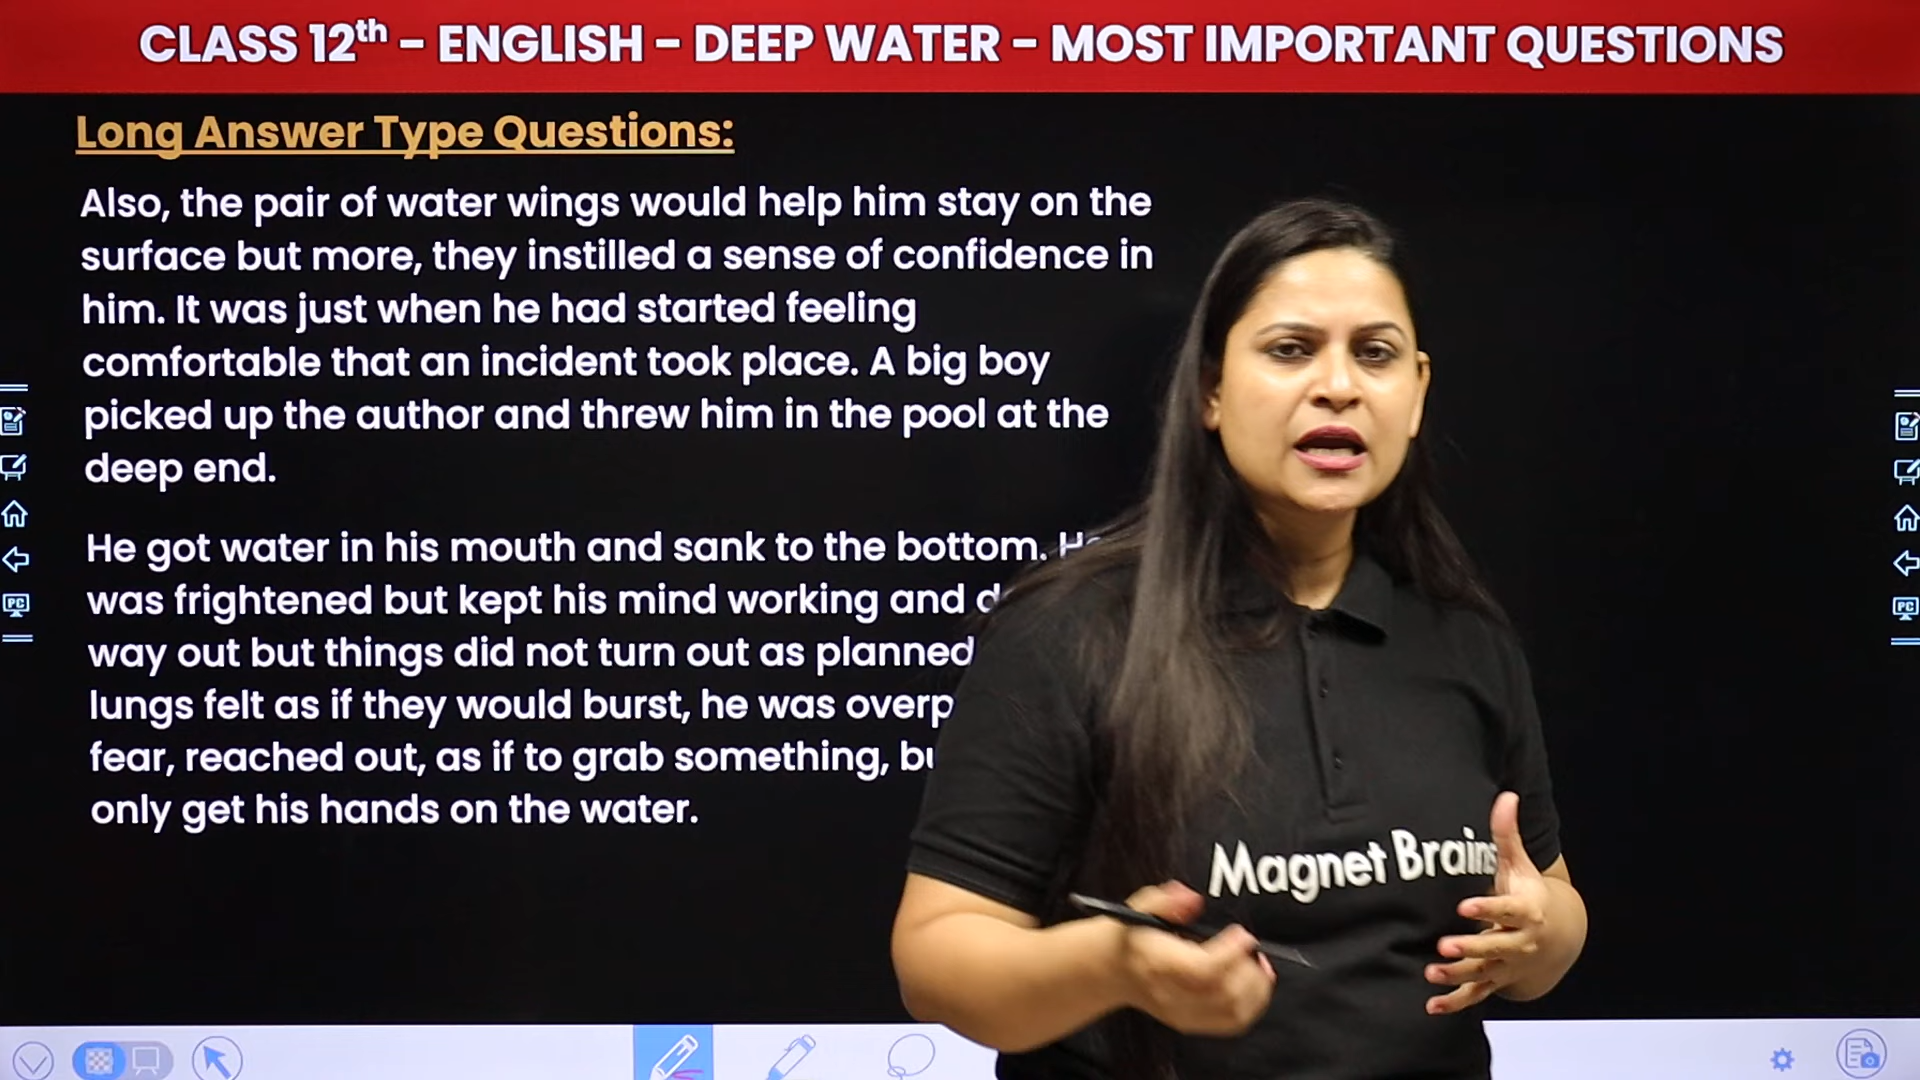 CLASS 12th – ENGLISH – DEEP WATER – MOST IMPORTANT QUESTIONS
Long Answer Type Questions:
Also, the pair of water wings would help him stay on the
surface but more, they instilled a sense of confidence in
him. It was just when he had started feeling
comfortable that an incident took place. A big boy
picked up the author and threw him in the pool at the
deep end.
He got water in his mouth and sank to the bottom.
was frightened but kept his mind working and
way out but things did not turn out as planned
lungs felt as if they would burst, he was
fear, reached out, as if to grab something,
only get his hands on the water.
Magnet Brains
PC
PC